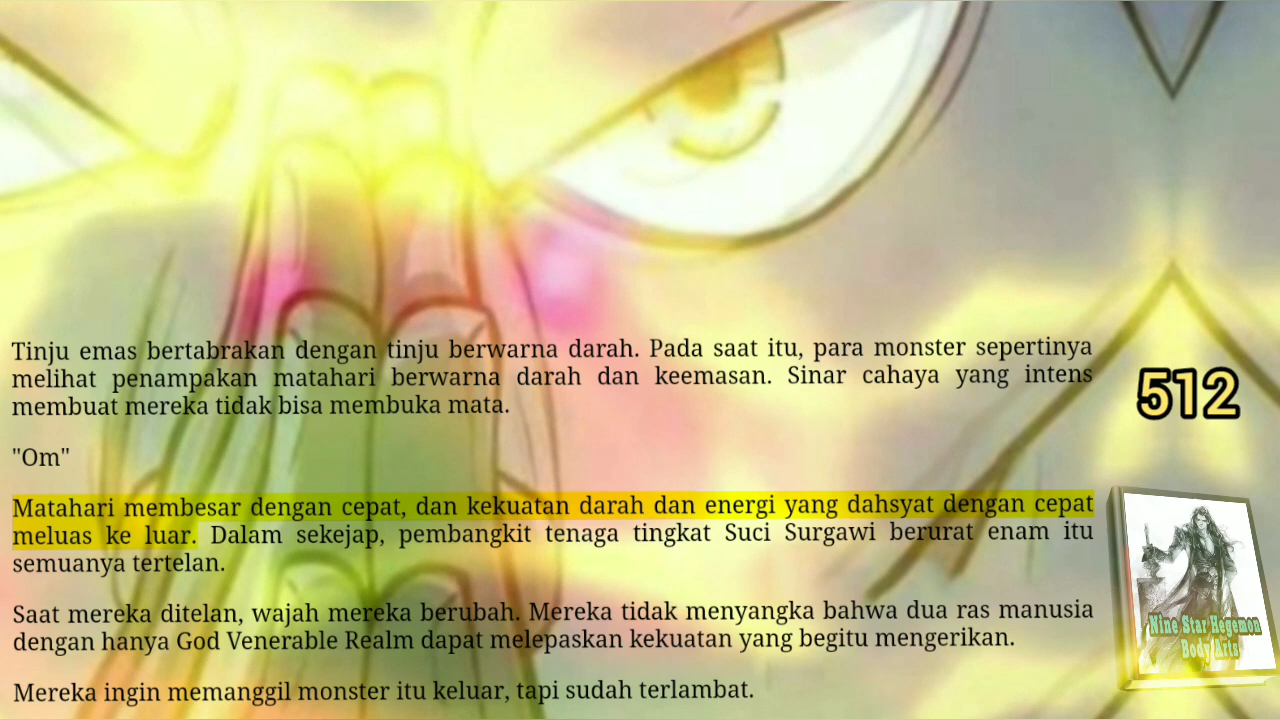 Tinju emas bertabrakan dengan tinju berwarna darah. Pada saat itu, para monster sepertinya
melihat penampakan matahari berwarna darah dan keemasan. Sinar cahaya yang intens
membuat mereka tidak bisa membuka mata.
"Om"
Matahari membesar dengan cepat, dan kekuatan darah dan energi yang dahsyat dengan cepat
meluas ke luar. Dalam sekejap, pembangkit tenaga tingkat Suci Surgawi berurat enam itu
semuanya tertelan.
Saat mereka ditelan, wajah mereka berubah. Mereka tidak menyangka bahwa dua ras manusia
dengan hanya God Venerable Realm dapat melepaskan kekuatan yang begitu mengerikan.
Mereka ingin memanggil monster itu keluar, tapi sudah terlambat.
512
Nine Star Hegemon
Body Arts